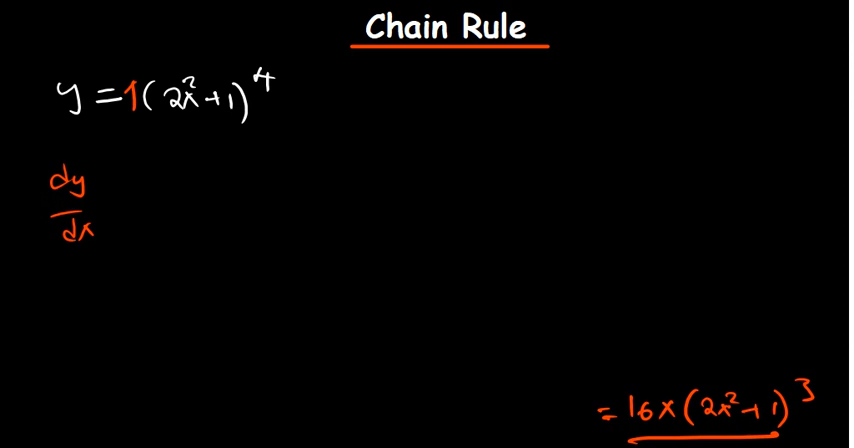 Chain Rule
y = 1(2x²+1)⁴
dy
dx
= 16x(2x²+1)³